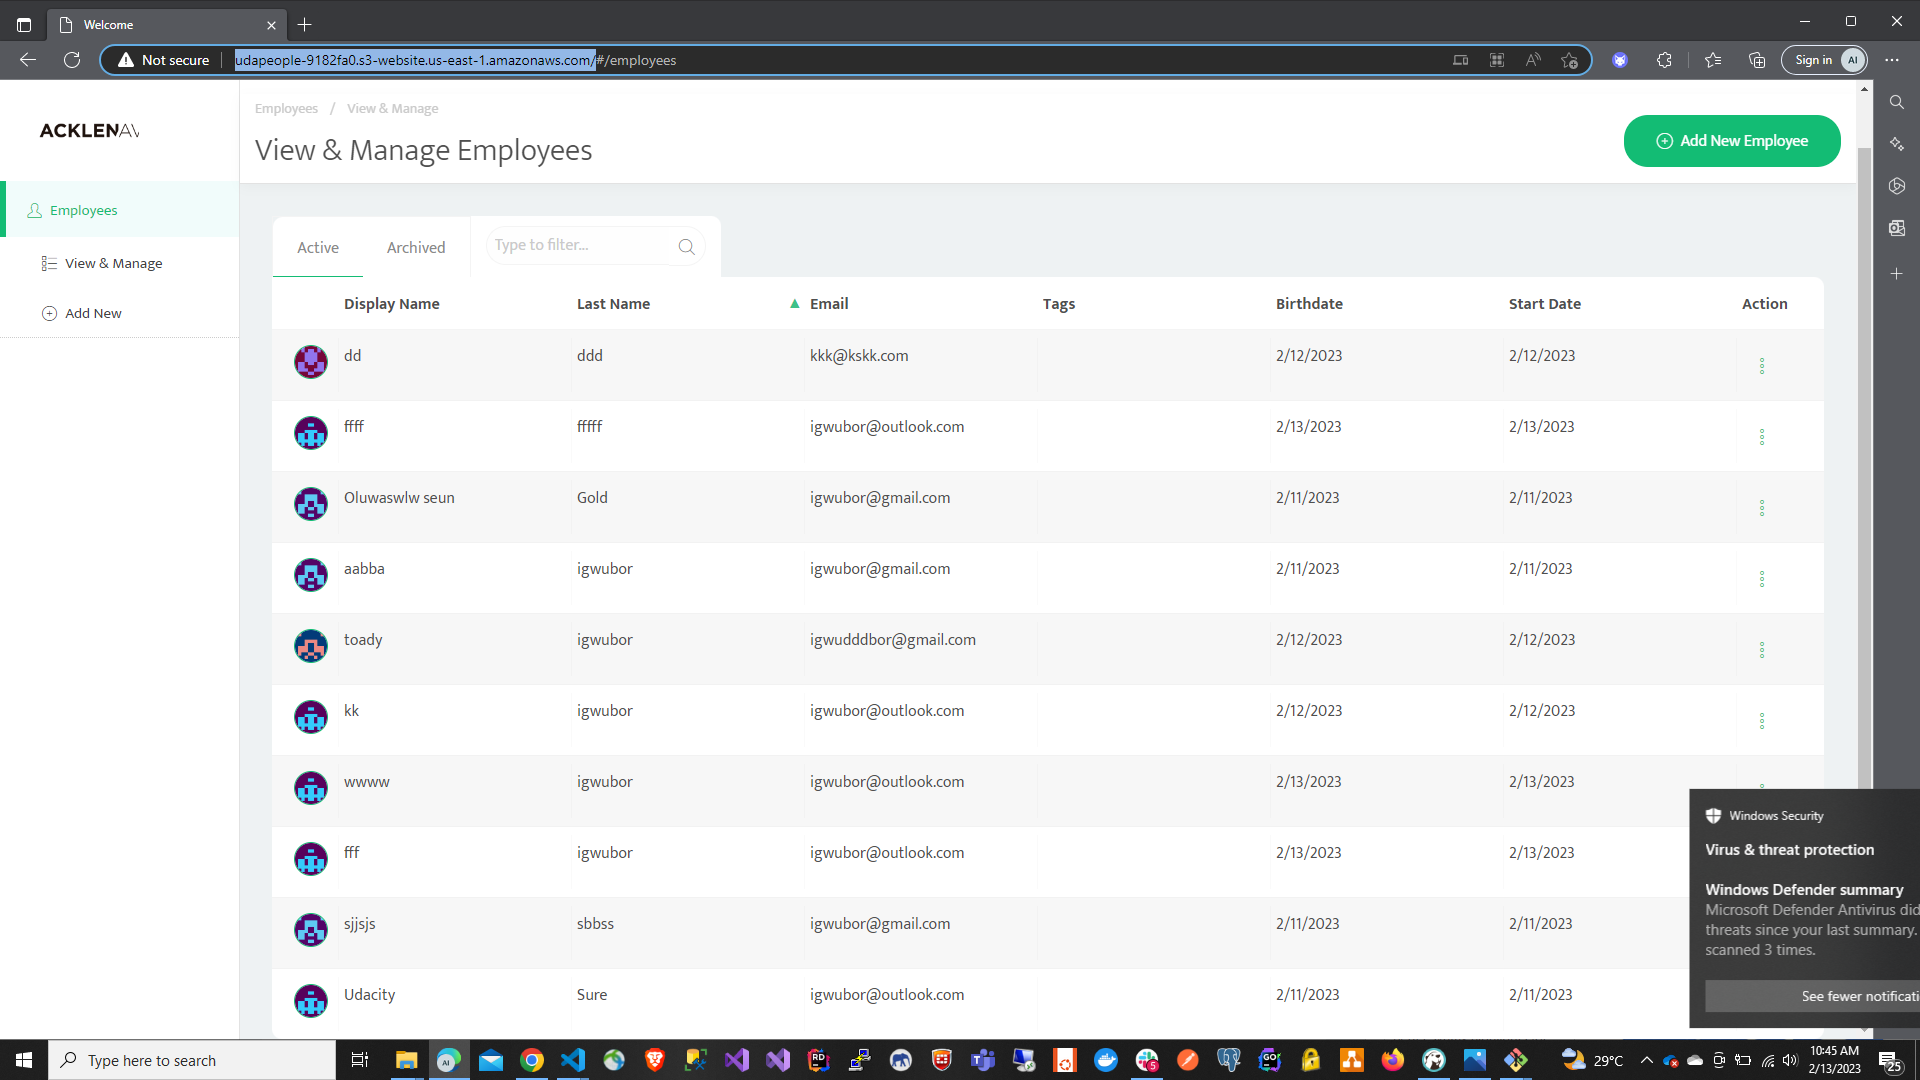 Welcome
Not secure
udapeople-9182fa0.s3-website.us-east-1.amazonaws.com/#/employees
Sign in AI
ACKLENAV
Employees
View & Manage
Add New
Employees / View & Manage
View & Manage Employees
Add New Employee
Active Archived Type to filter...
Display Name Last Name Email Tags Birthdate Start Date Action
dd ddd kkk@kskk.com 2/12/2023 2/12/2023
ffff fffff igwubor@outlook.com 2/13/2023 2/13/2023
Oluwaswlw seun Gold igwubor@gmail.com 2/11/2023 2/11/2023
aabba igwubor igwubor@gmail.com 2/11/2023 2/11/2023
toady igwubor igwudddbor@gmail.com 2/12/2023 2/12/2023
kk igwubor igwubor@outlook.com 2/12/2023 2/12/2023
wwww igwubor igwubor@outlook.com 2/13/2023 2/13/2023
fff igwubor igwubor@outlook.com 2/13/2023 2/13/2023
sjjsjs sbbss igwubor@gmail.com 2/11/2023 2/11/2023
Udacity Sure igwubor@outlook.com 2/11/2023 2/11/2023
Windows Security
Virus & threat protection
Windows Defender summary
Microsoft Defender Antivirus did
threats since your last summary.
scanned 3 times.
See fewer notificati
Type here to search
AI
RD
5
GO
29°C
10:45 AM
2/13/2023
25